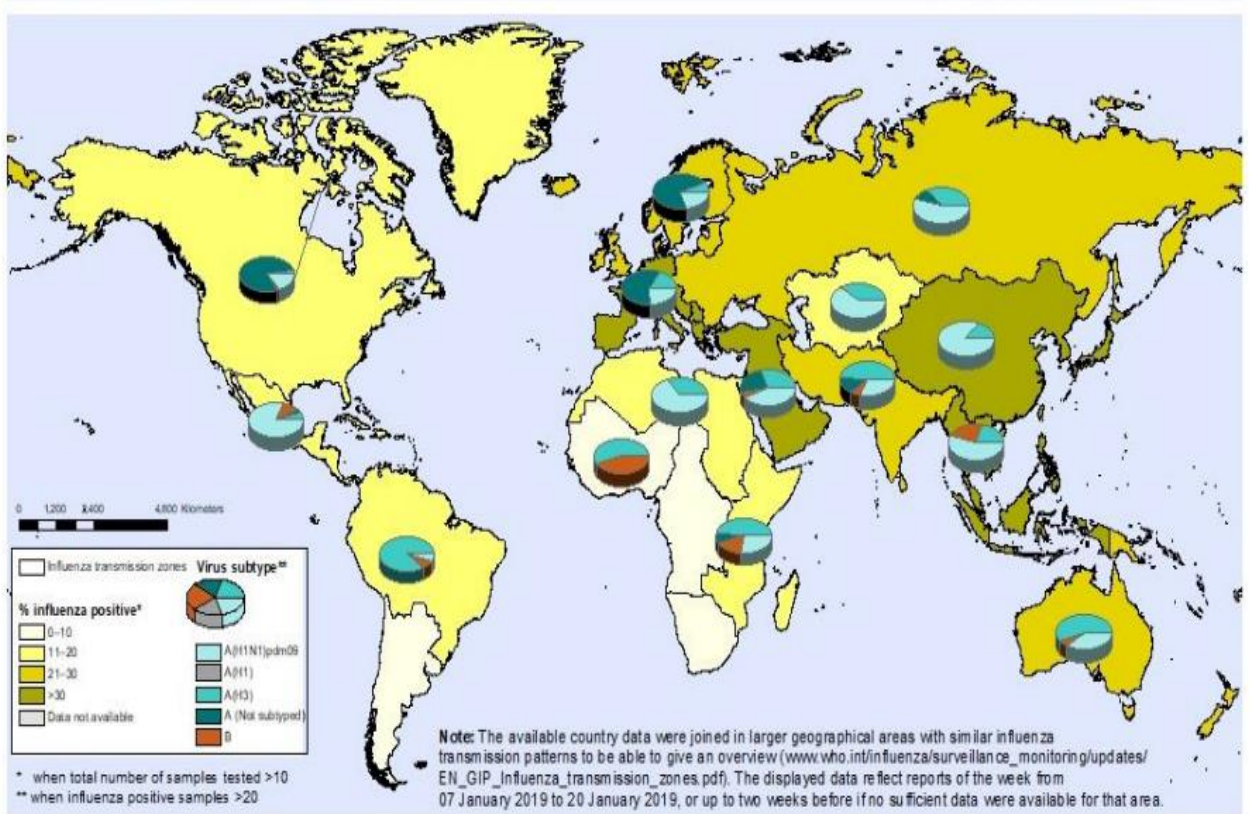 0 1,200 2,400 4,800 Kilometers
Influenza transmission zones
Virus subtype**
% influenza positive*
0–10
11–20
21–30
>30
Data not available
A(H1N1)pdm09
A(H1)
A(H3)
A (Not subtyped)
B
* when total number of samples tested >10
** when influenza positive samples >20
Note: The available country data were joined in larger geographical areas with similar influenza
transmission patterns to be able to give an overview (www.who.int/influenza/surveillance_monitoring/updates/
EN_GIP_Influenza_transmission_zones.pdf). The displayed data reflect reports of the week from
07 January 2019 to 20 January 2019, or up to two weeks before if no sufficient data were available for that area.